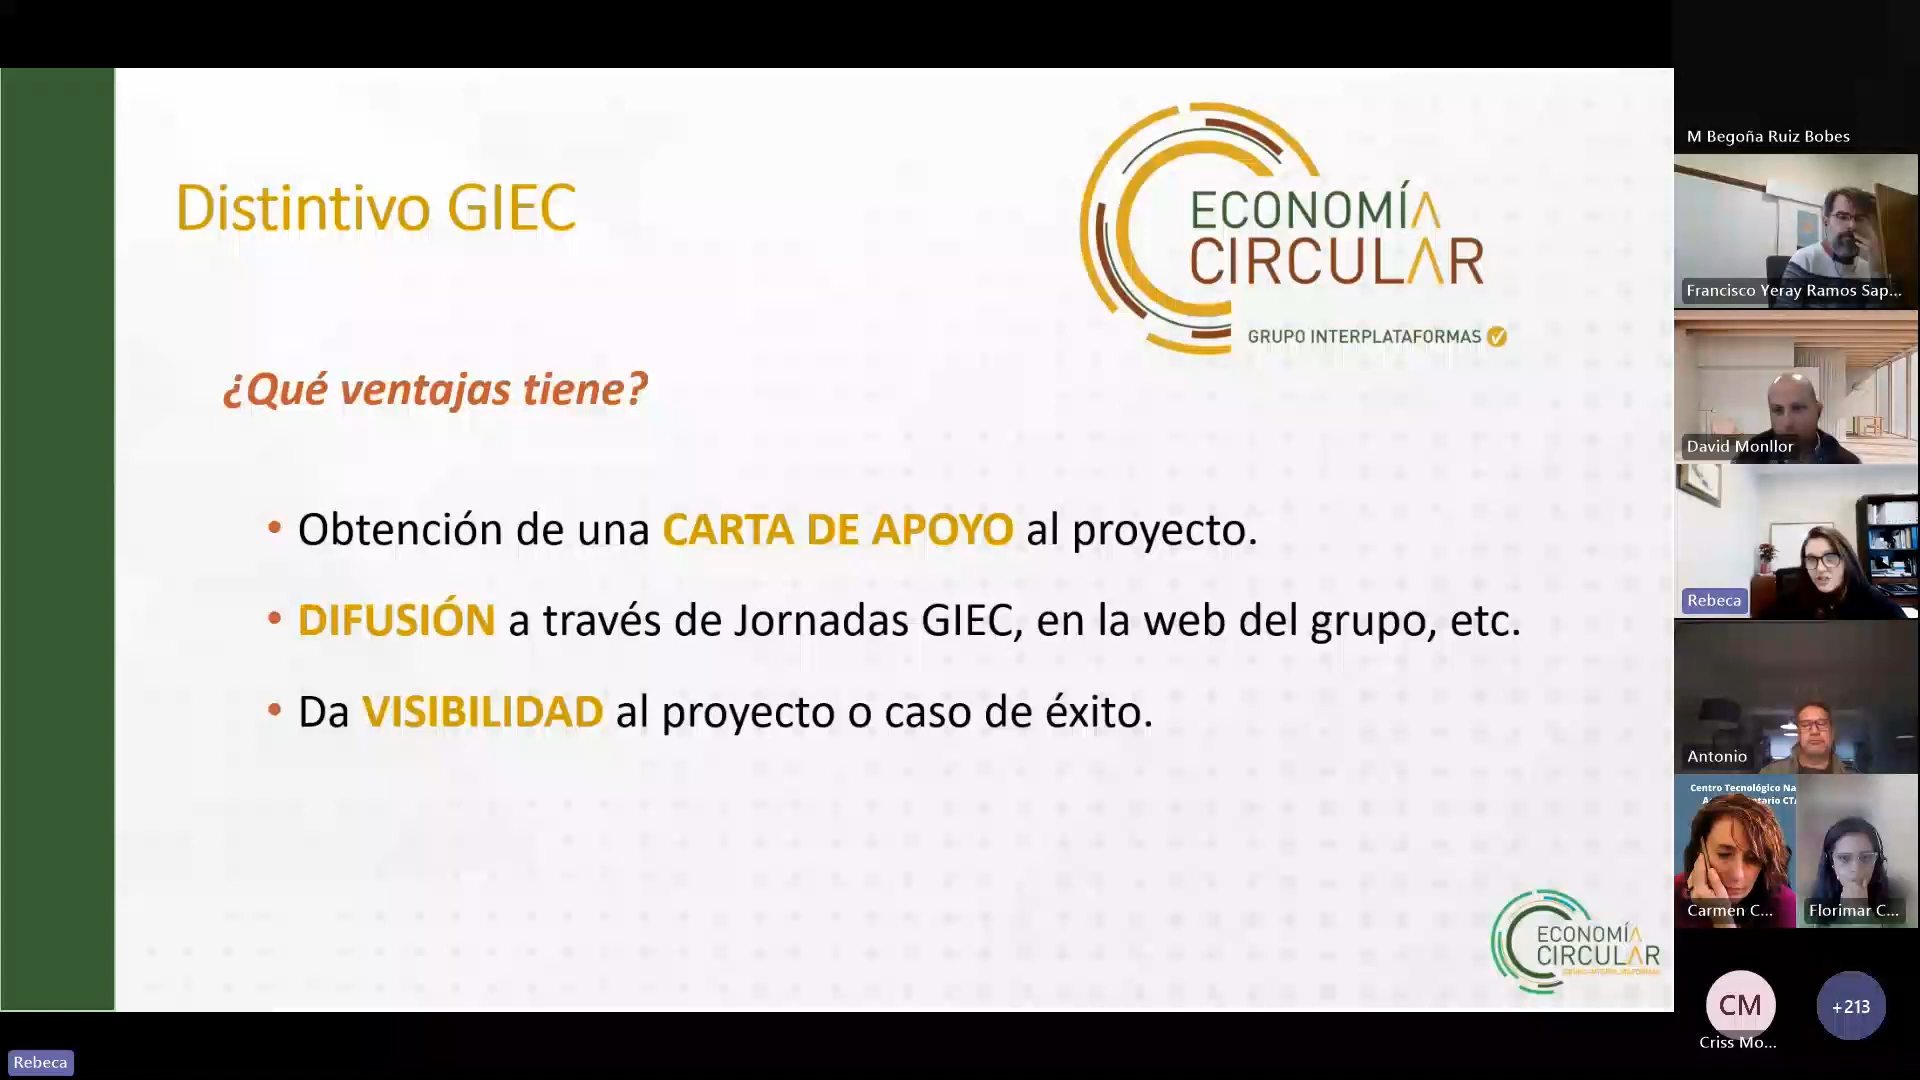 Distintivo GIEC
ECONOMÍA
CIRCULAR
GRUPO INTERPLATAFORMAS
¿Qué ventajas tiene?
• Obtención de una CARTA DE APOYO al proyecto.
• DIFUSIÓN a través de Jornadas GIEC, en la web del grupo, etc.
• Da VISIBILIDAD al proyecto o caso de éxito.
ECONOMÍA
CIRCULAR
GRUPO INTERPLATAFORMAS
Rebeca
M Begoña Ruiz Bobes
Francisco Yeray Ramos Sap...
David Monllor
Rebeca
Antonio
Centro Tecnológico Na
Carmen C...
Florimar C...
CM
Criss Mo...
+213